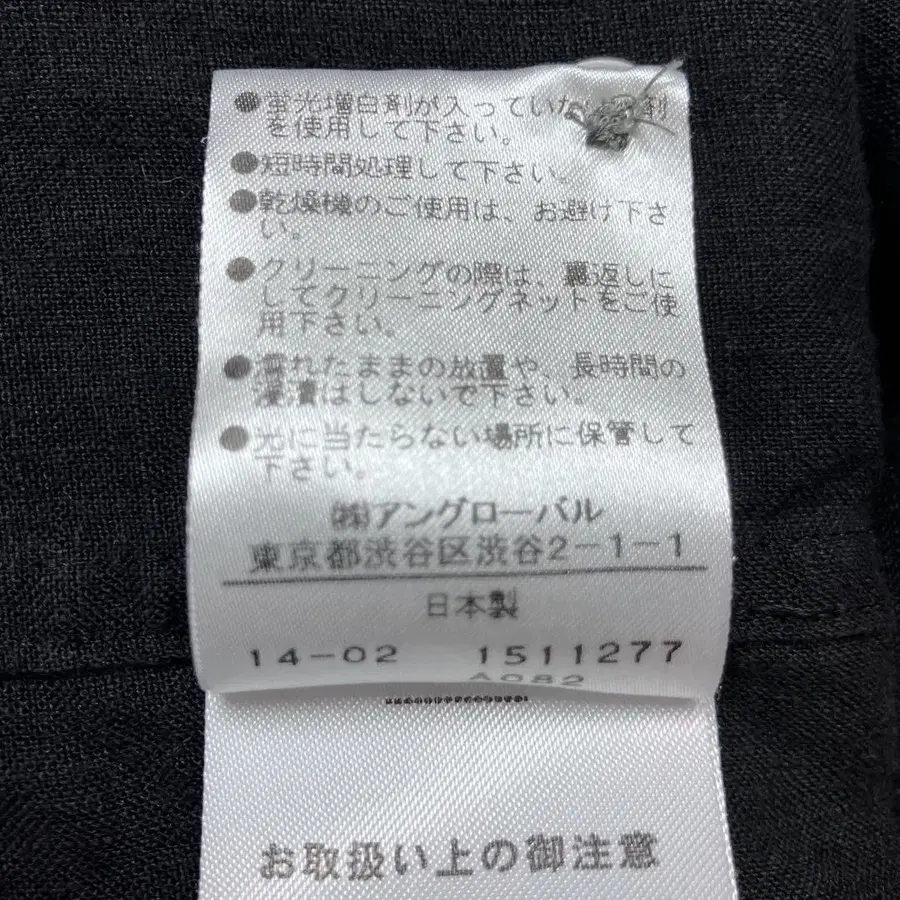 ●蛍光増白剤が入っていない 剤
を使用して下さい。
●短時間処理して下さい。
●乾燥機のご使用は、お避け下さ
い。
●クリーニングの際は、裏返しに
してクリーニングネットをご使
用下さい。
●濡れたままの放置や、長時間の
浸漬はしないで下さい。
●光に当たらない場所に保管して
下さい。
㈱アングローバル
東京都渋谷区渋谷2-1-1
日本製
14-02 1511277
A082
お取扱い上の御注意